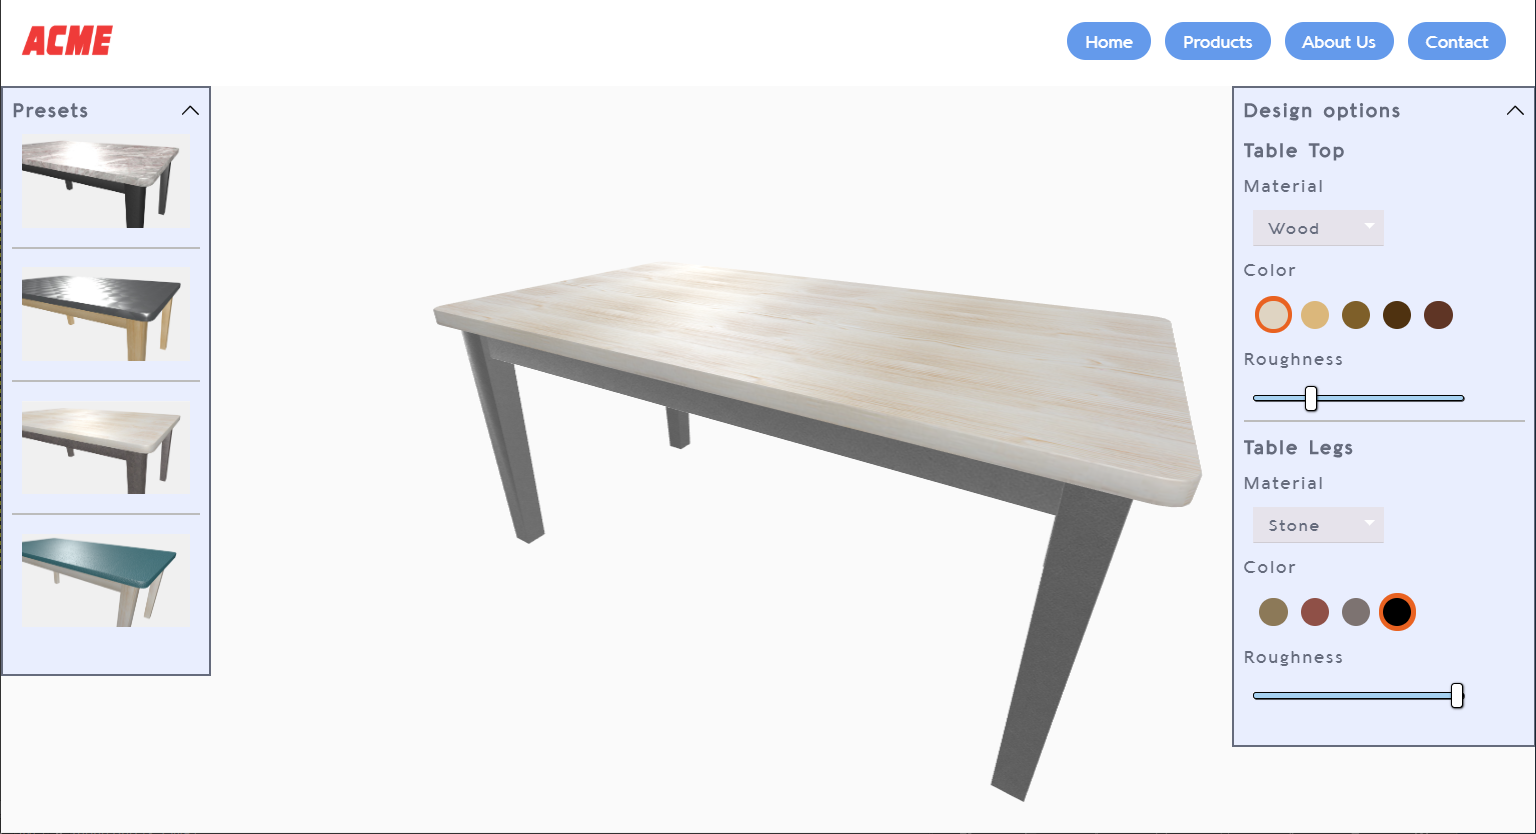 ACME
Home
Products
About Us
Contact
Presets
Design options
Table Top
Material
Wood
Color
Roughness
Table Legs
Material
Stone
Color
Roughness